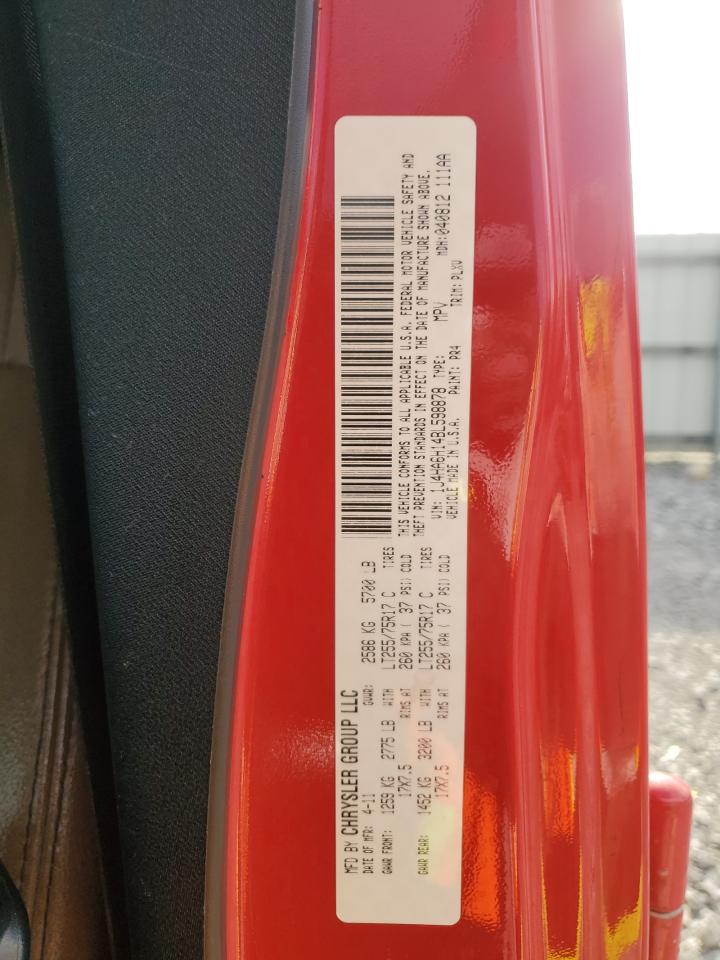 MFD BY CHRYSLER GROUP LLC
DATE OF MFR: 4-11 GVWR: 2586 KG 5700 LB
GAWR FRONT: 1259 KG 2775 LB WITH LT255/75R17 C TIRES
17X7.5 RIMS AT 260 KPA ( 37 PSI) COLD
GAWR REAR: 1452 KG 3200 LB WITH LT255/75R17 C TIRES
17X7.5 RIMS AT 260 KPA ( 37 PSI) COLD
THIS VEHICLE CONFORMS TO ALL APPLICABLE U.S.A. FEDERAL MOTOR VEHICLE SAFETY AND
THEFT PREVENTION STANDARDS IN EFFECT ON THE DATE OF MANUFACTURE SHOWN ABOVE.
VIN: 1J4HA6H14BL598878 TYPE: MPV MDH: 040812 111AA
VEHICLE MADE IN U.S.A. PAINT: PR4 TRIM: PLXV